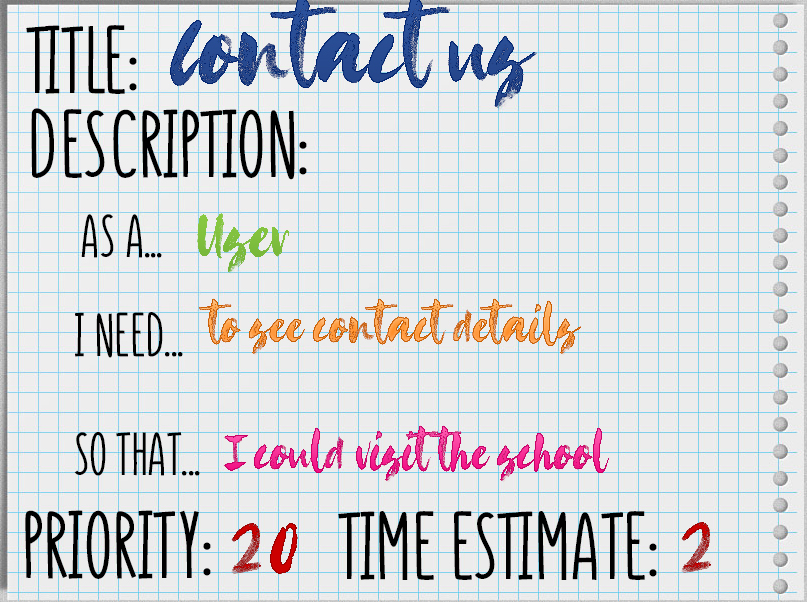 TITLE: contact us
DESCRIPTION:
AS A... User
I NEED... to see contact details
SO THAT... I could visit the school
PRIORITY: 20 TIME ESTIMATE: 2